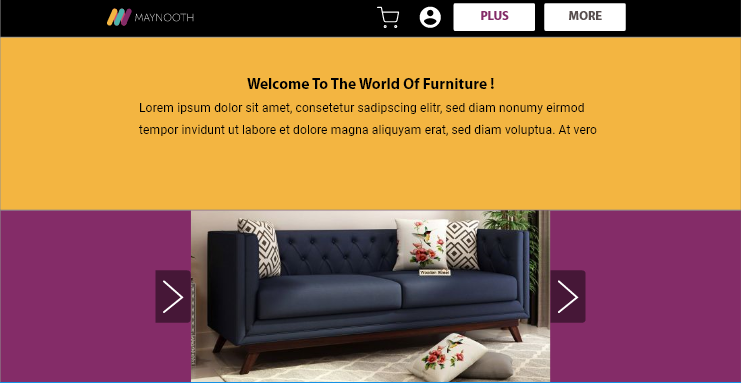 MAYNOOTH
PLUS
MORE
Welcome To The World Of Furniture !
Lorem ipsum dolor sit amet, consetetur sadipscing elitr, sed diam nonumy eirmod
tempor invidunt ut labore et dolore magna aliquyam erat, sed diam voluptua. At vero
Wooden Street